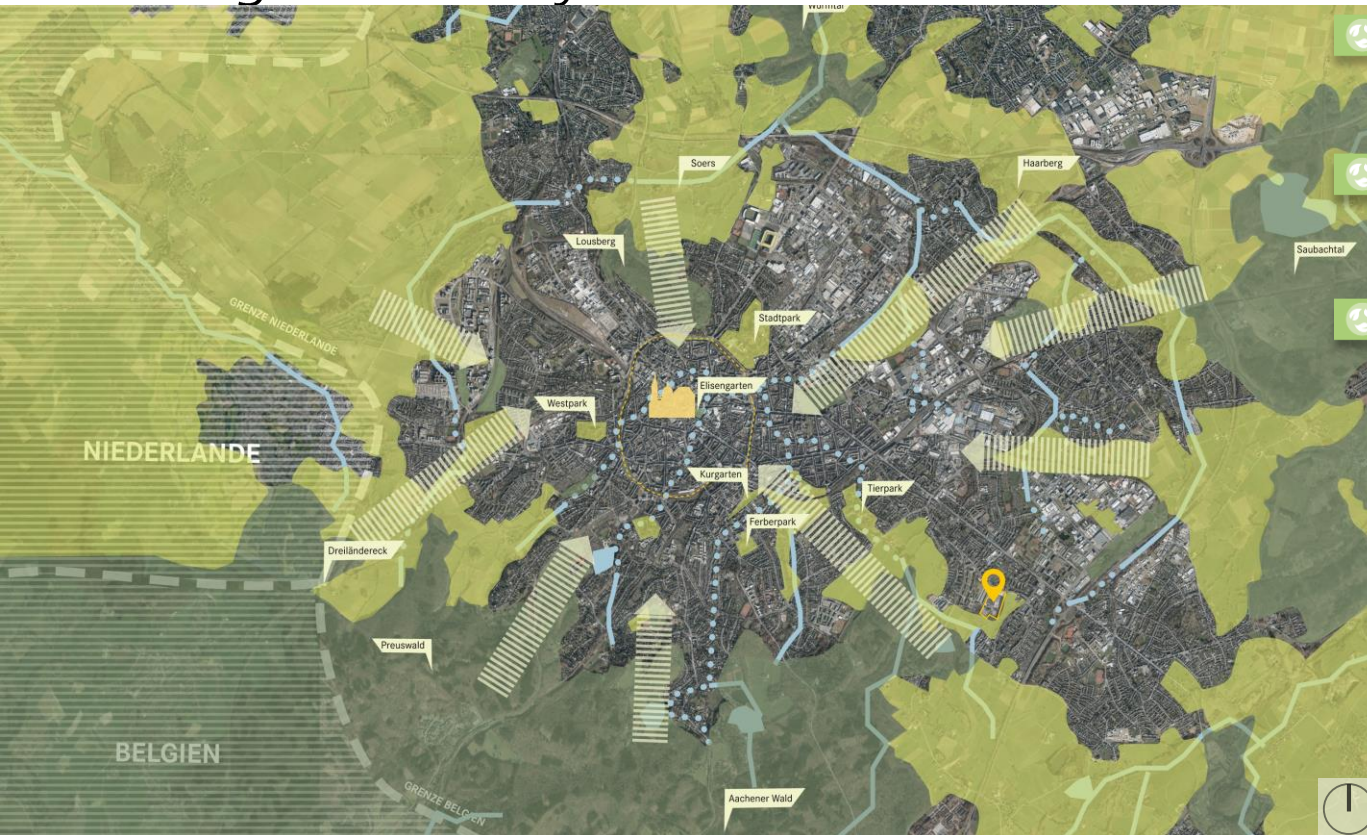 Wurmtal
Soers
Haarberg
Lousberg
Saubachtal
GRENZE NIEDERLANDE
Stadtpark
Elisengarten
Westpark
NIEDERLANDE
Kurgarten
Tierpark
Ferberpark
Dreiländereck
Preuswald
BELGIEN
GRENZE BELGIEN
Aachener Wald